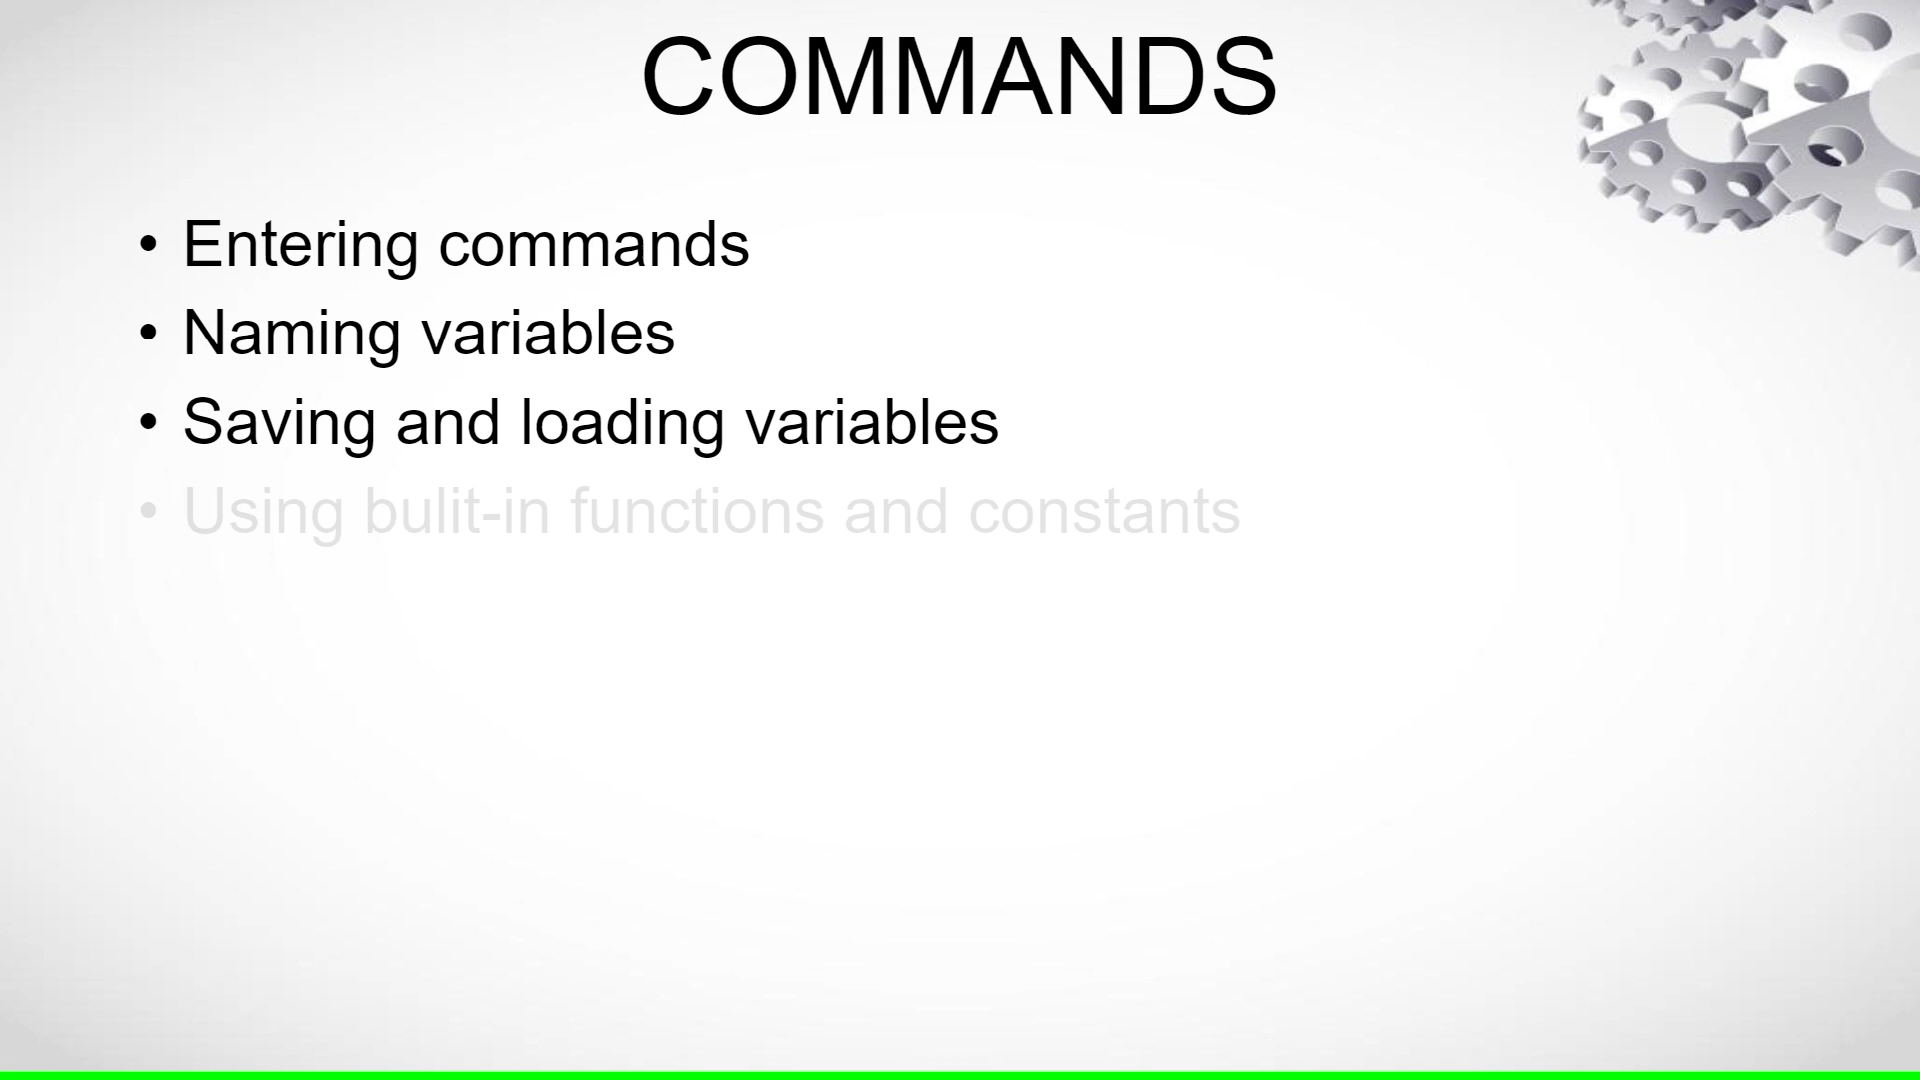 COMMANDS
• Entering commands
• Naming variables
• Saving and loading variables
• Using bulit-in functions and constants